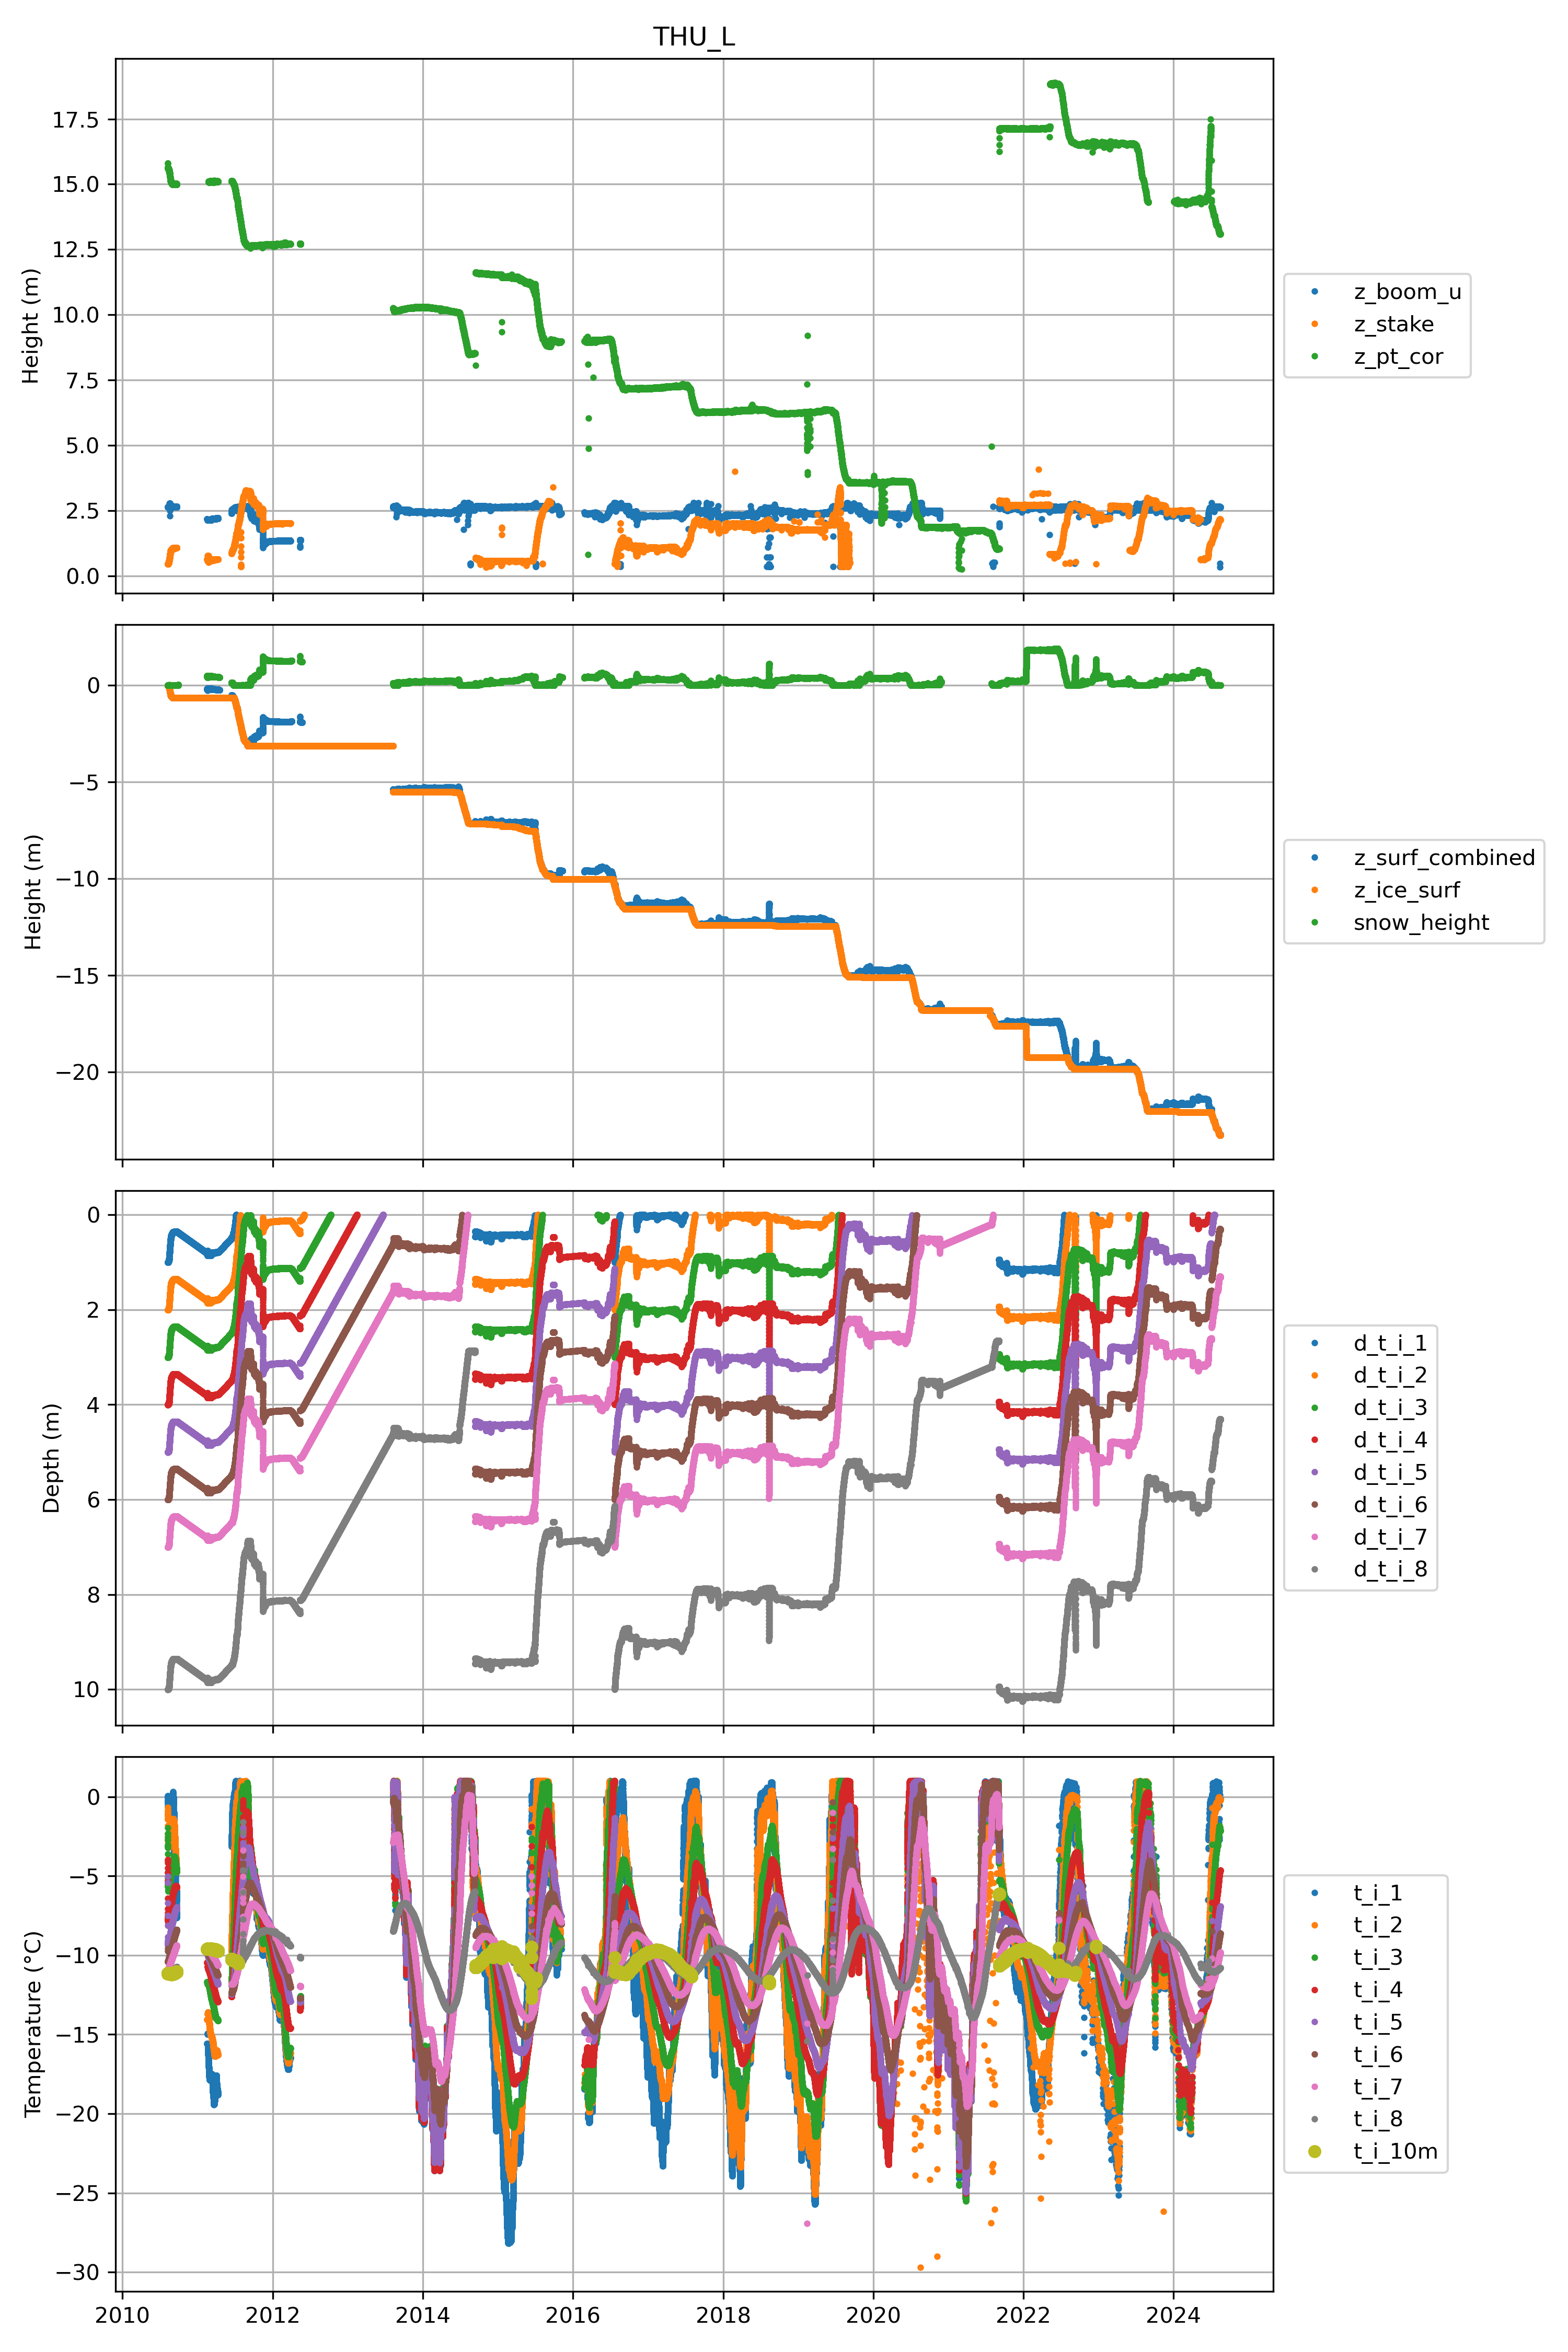 THU_L
Height (m)
17.5
15.0
12.5
10.0
7.5
5.0
2.5
0.0
z_boom_u
z_stake
z_pt_cor
Height (m)
0
−5
−10
−15
−20
z_surf_combined
z_ice_surf
snow_height
Depth (m)
0
2
4
6
8
10
d_t_i_1
d_t_i_2
d_t_i_3
d_t_i_4
d_t_i_5
d_t_i_6
d_t_i_7
d_t_i_8
Temperature (°C)
0
−5
−10
−15
−20
−25
−30
t_i_1
t_i_2
t_i_3
t_i_4
t_i_5
t_i_6
t_i_7
t_i_8
t_i_10m
2010 2012 2014 2016 2018 2020 2022 2024